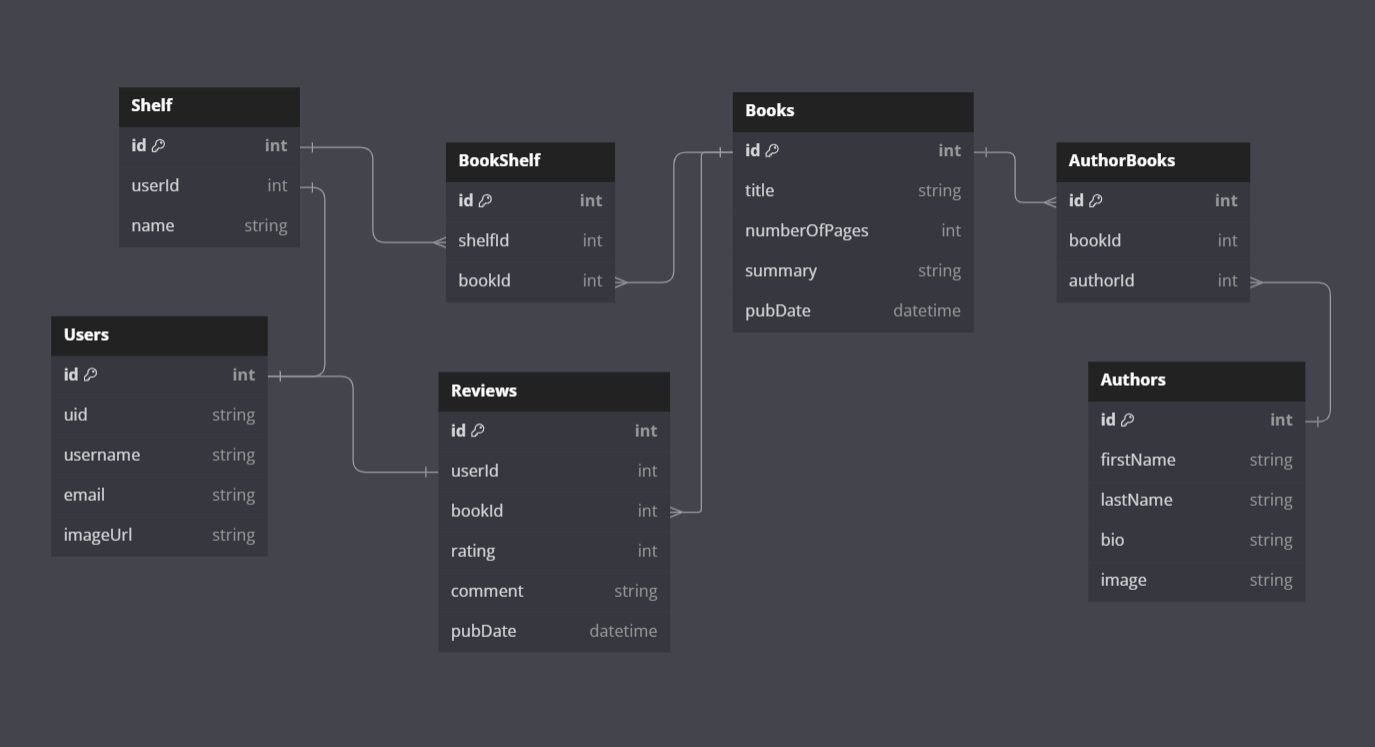 Shelf
id int
userId int
name string
Users
id int
uid string
username string
email string
imageUrl string
BookShelf
id int
shelfId int
bookId int
Reviews
id int
userId int
bookId int
rating int
comment string
pubDate datetime
Books
id int
title string
numberOfPages int
summary string
pubDate datetime
AuthorBooks
id int
bookId int
authorId int
Authors
id int
firstName string
lastName string
bio string
image string